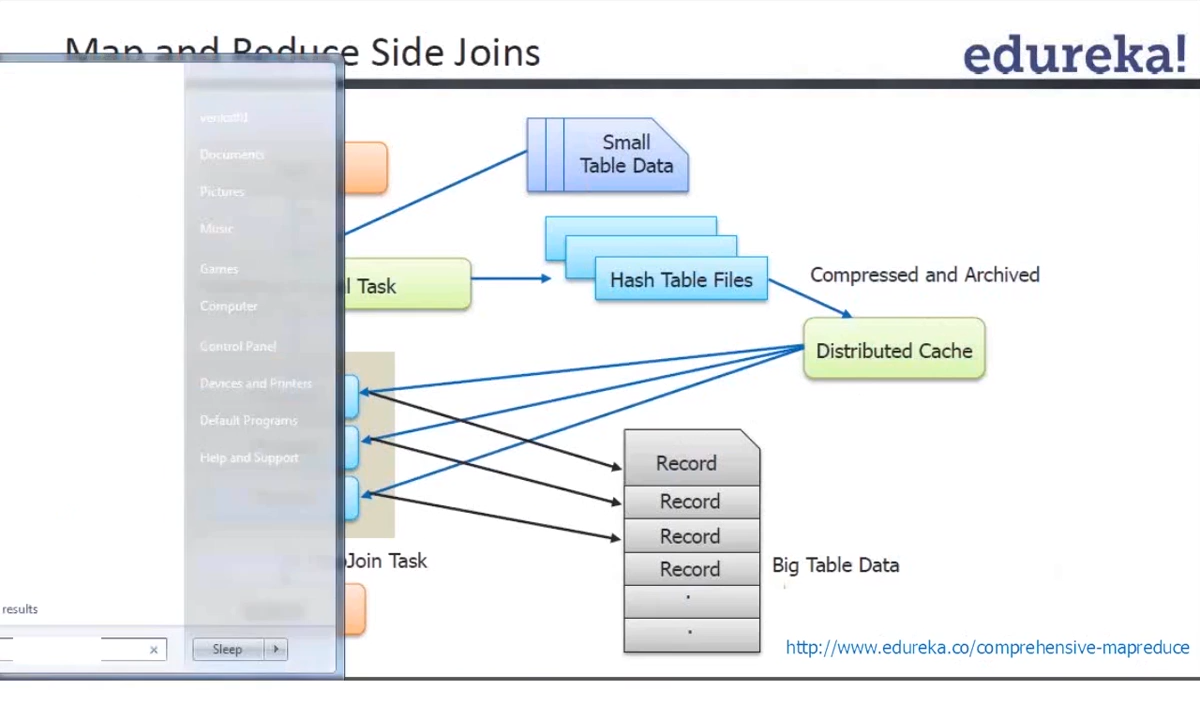 Map and Reduce Side Joins
edureka!
Small
Table Data
Hash Table Files
Compressed and Archived
l Task
Distributed Cache
Documents
Pictures
Music
Games
Computer
Control Panel
Devices and Printers
Default Programs
Help and Support
Record
Record
Record
Record
Join Task
Big Table Data
results
Sleep
http://www.edureka.co/comprehensive-mapreduce